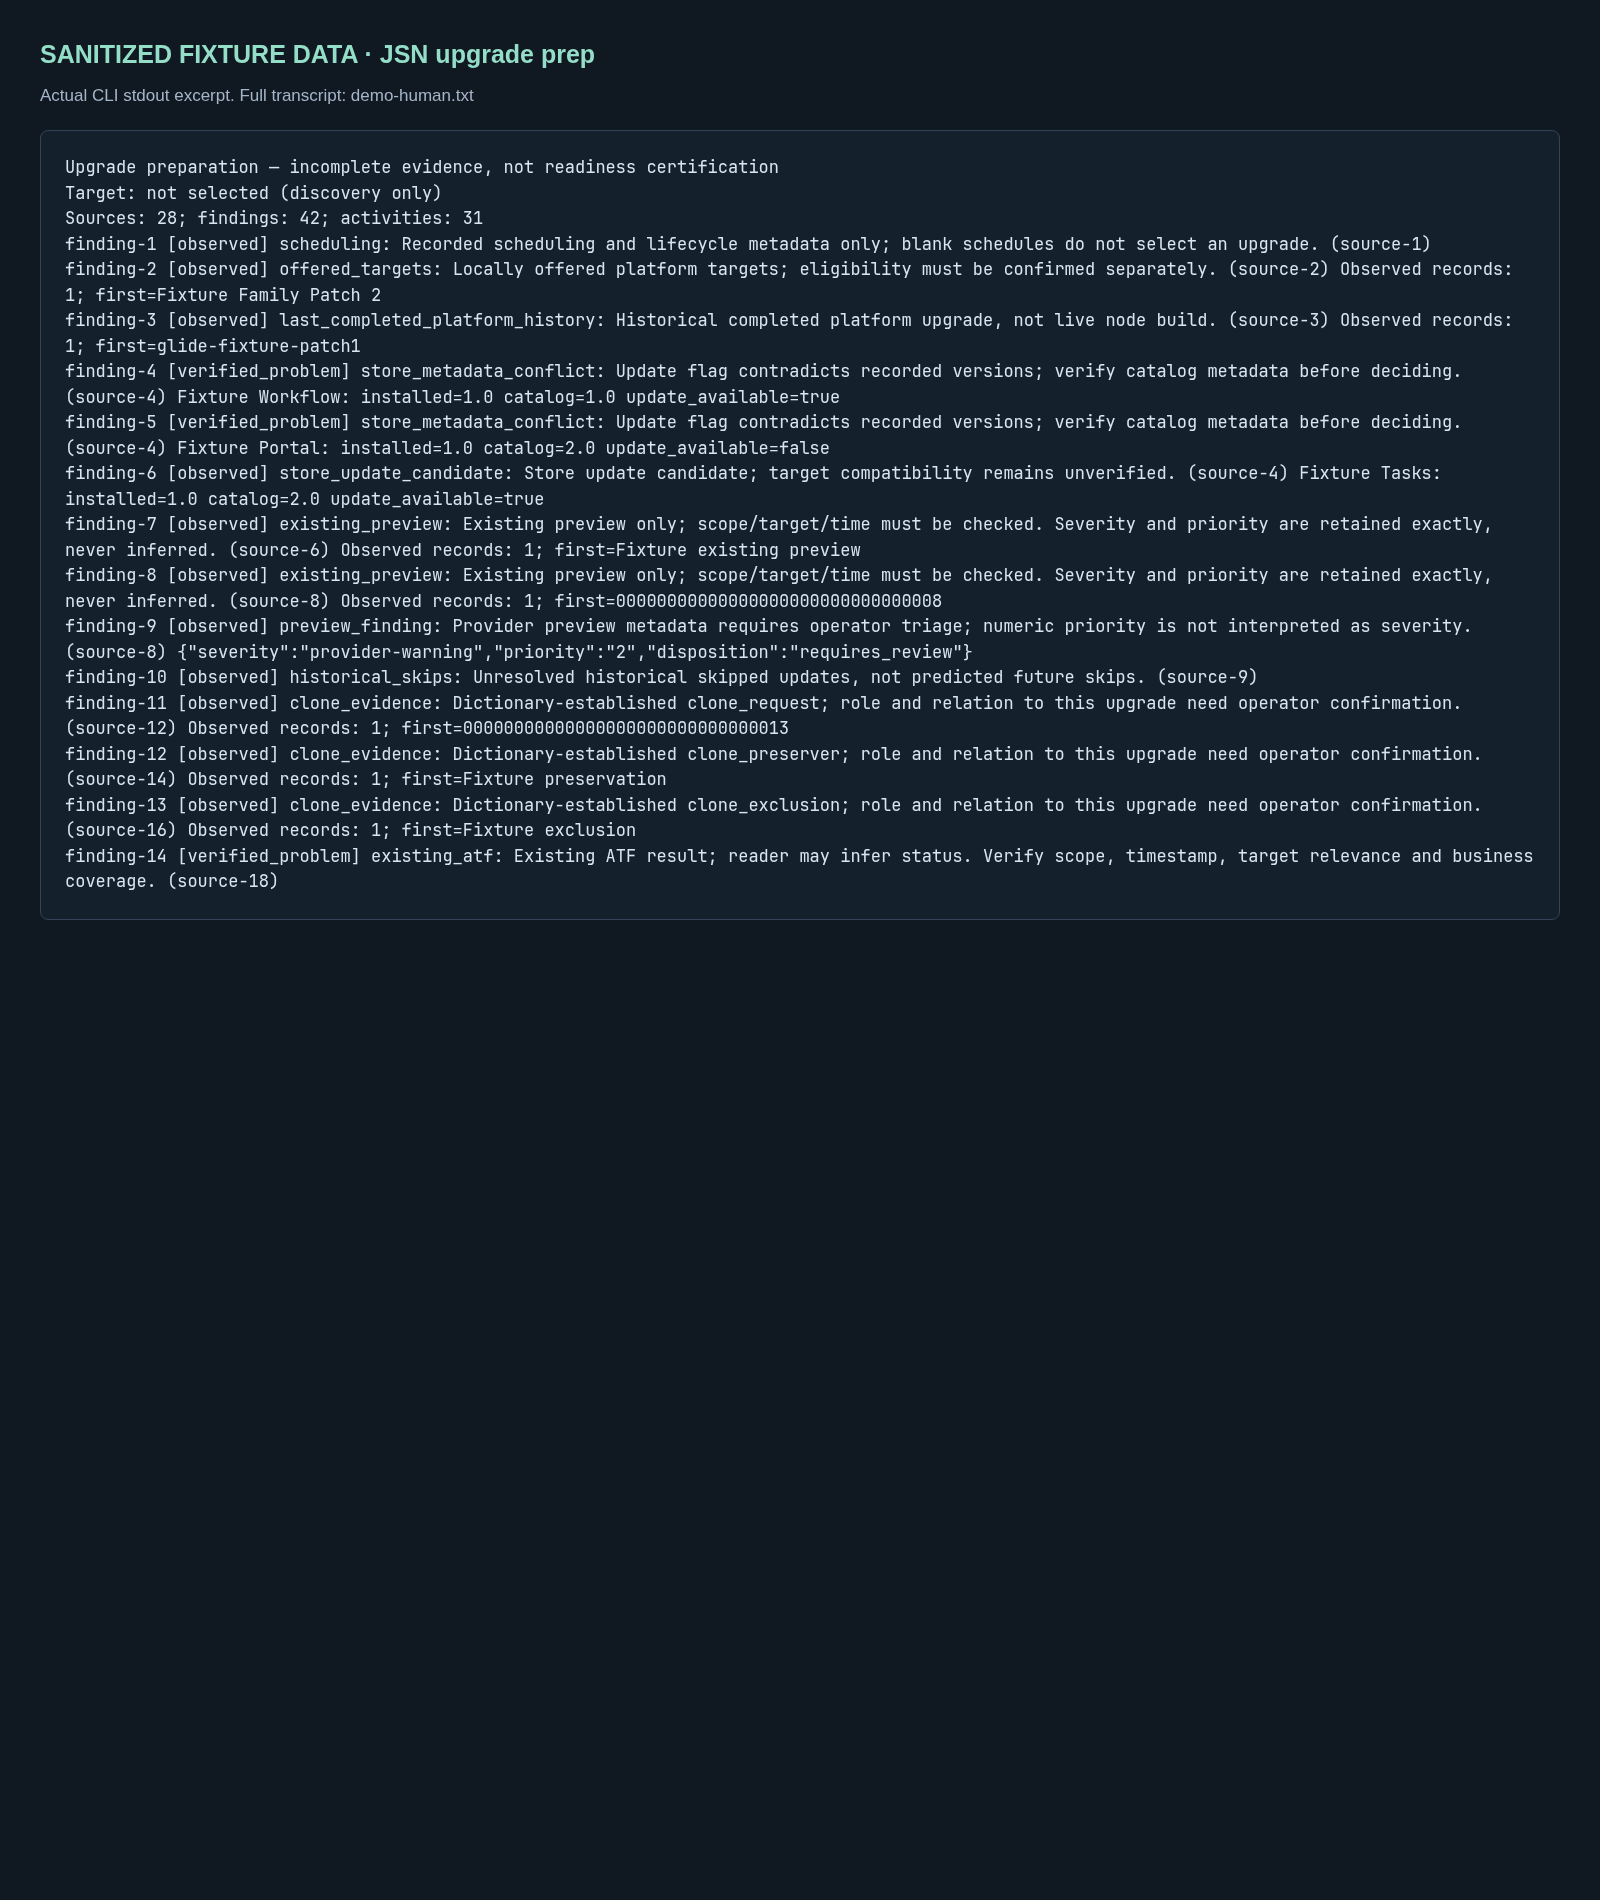 SANITIZED FIXTURE DATA · JSN upgrade prep
Actual CLI stdout excerpt. Full transcript: demo-human.txt
Upgrade preparation — incomplete evidence, not readiness certification
Target: not selected (discovery only)
Sources: 28; findings: 42; activities: 31
finding-1 [observed] scheduling: Recorded scheduling and lifecycle metadata only; blank schedules do not select an upgrade. (source-1)
finding-2 [observed] offered_targets: Locally offered platform targets; eligibility must be confirmed separately. (source-2) Observed records:
1; first=Fixture Family Patch 2
finding-3 [observed] last_completed_platform_history: Historical completed platform upgrade, not live node build. (source-3) Observed records:
1; first=glide-fixture-patch1
finding-4 [verified_problem] store_metadata_conflict: Update flag contradicts recorded versions; verify catalog metadata before deciding.
(source-4) Fixture Workflow: installed=1.0 catalog=1.0 update_available=true
finding-5 [verified_problem] store_metadata_conflict: Update flag contradicts recorded versions; verify catalog metadata before deciding.
(source-4) Fixture Portal: installed=1.0 catalog=2.0 update_available=false
finding-6 [observed] store_update_candidate: Store update candidate; target compatibility remains unverified. (source-4) Fixture Tasks:
installed=1.0 catalog=2.0 update_available=true
finding-7 [observed] existing_preview: Existing preview only; scope/target/time must be checked. Severity and priority are retained exactly,
never inferred. (source-6) Observed records: 1; first=Fixture existing preview
finding-8 [observed] existing_preview: Existing preview only; scope/target/time must be checked. Severity and priority are retained exactly,
never inferred. (source-8) Observed records: 1; first=00000000000000000000000000000008
finding-9 [observed] preview_finding: Provider preview metadata requires operator triage; numeric priority is not interpreted as severity.
(source-8) {"severity":"provider-warning","priority":"2","disposition":"requires_review"}
finding-10 [observed] historical_skips: Unresolved historical skipped updates, not predicted future skips. (source-9)
finding-11 [observed] clone_evidence: Dictionary-established clone_request; role and relation to this upgrade need operator confirmation.
(source-12) Observed records: 1; first=00000000000000000000000000000013
finding-12 [observed] clone_evidence: Dictionary-established clone_preserver; role and relation to this upgrade need operator confirmation.
(source-14) Observed records: 1; first=Fixture preservation
finding-13 [observed] clone_evidence: Dictionary-established clone_exclusion; role and relation to this upgrade need operator confirmation.
(source-16) Observed records: 1; first=Fixture exclusion
finding-14 [verified_problem] existing_atf: Existing ATF result; reader may infer status. Verify scope, timestamp, target relevance and business
coverage. (source-18)